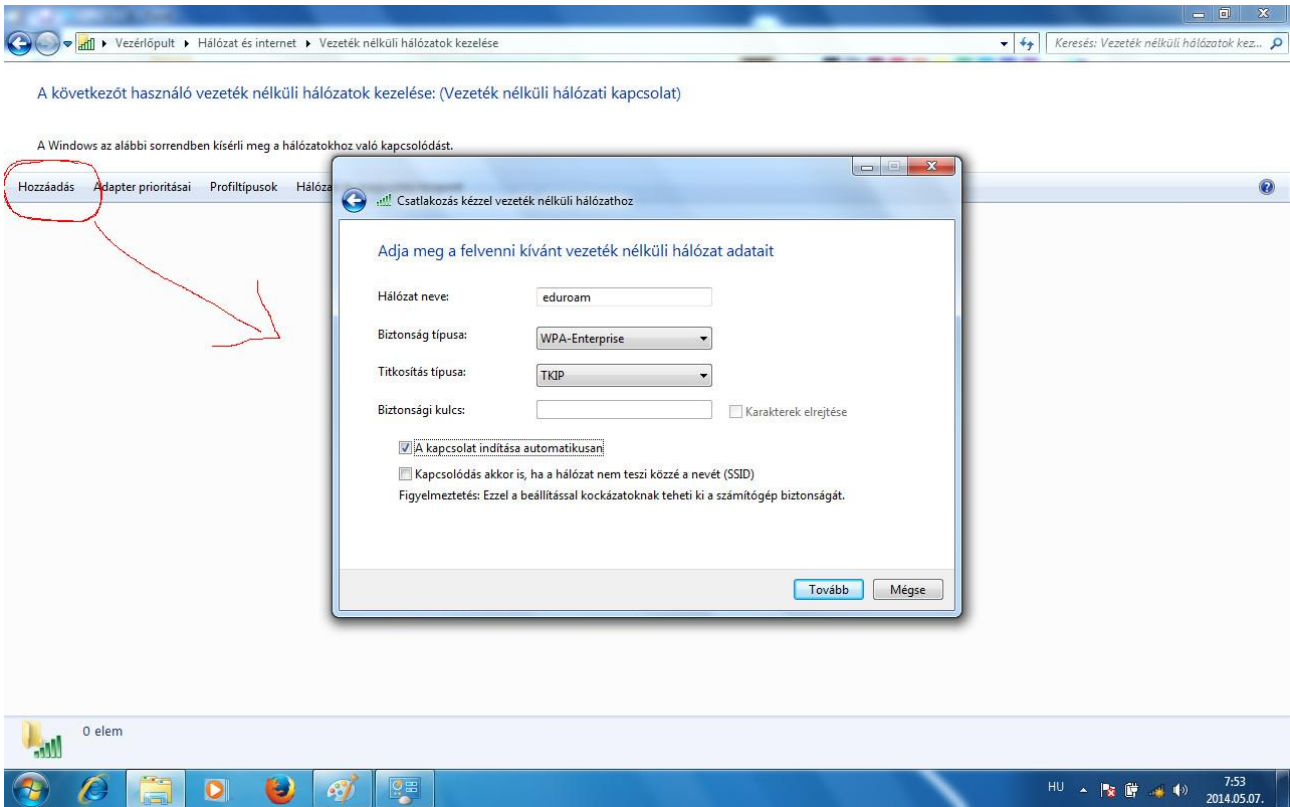 Vezérlőpult ▸ Hálózat és internet ▸ Vezeték nélküli hálózatok kezelése
Keresés: Vezeték nélküli hálózatok kez...
A következőt használó vezeték nélküli hálózatok kezelése: (Vezeték nélküli hálózati kapcsolat)
A Windows az alábbi sorrendben kísérli meg a hálózatokhoz való kapcsolódást.
Hozzáadás Adapter prioritásai Profiltípusok Hálóza
Csatlakozás kézzel vezeték nélküli hálózathoz
Adja meg a felvenni kívánt vezeték nélküli hálózat adatait
Hálózat neve: eduroam
Biztonság típusa: WPA-Enterprise
Titkosítás típusa: TKIP
Biztonsági kulcs: Karakterek elrejtése
A kapcsolat indítása automatikusan
Kapcsolódás akkor is, ha a hálózat nem teszi közzé a nevét (SSID)
Figyelmeztetés: Ezzel a beállítással kockázatoknak teheti ki a számítógép biztonságát.
Tovább Mégse
0 elem
HU 7:53
2014.05.07.